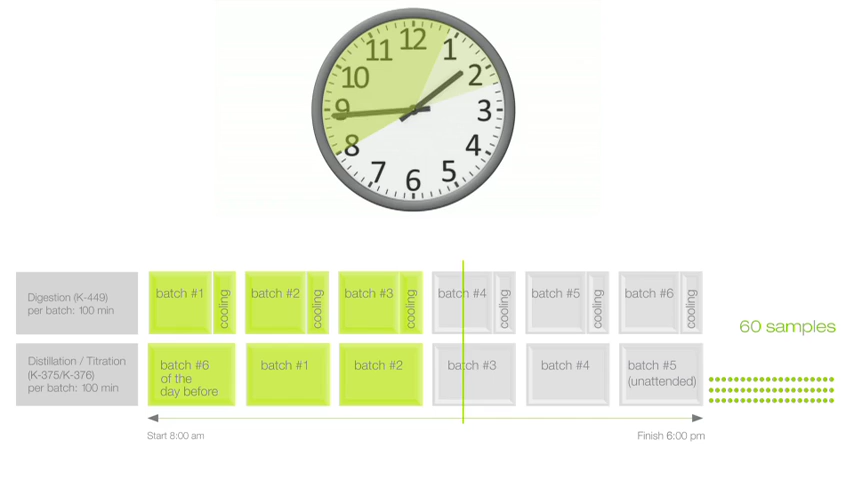 12
11
1
10
2
9
3
8
4
7
5
6
Digestion (K-449)
per batch: 100 min
batch #1
cooling
batch #2
cooling
batch #3
cooling
batch #4
cooling
batch #5
cooling
batch #6
cooling
60 samples
Distillation / Titration
(K-375/K-376)
per batch: 100 min
batch #6
of the
day before
batch #1
batch #2
batch #3
batch #4
batch #5
(unattended)
Start 8:00 am
Finish 6:00 pm